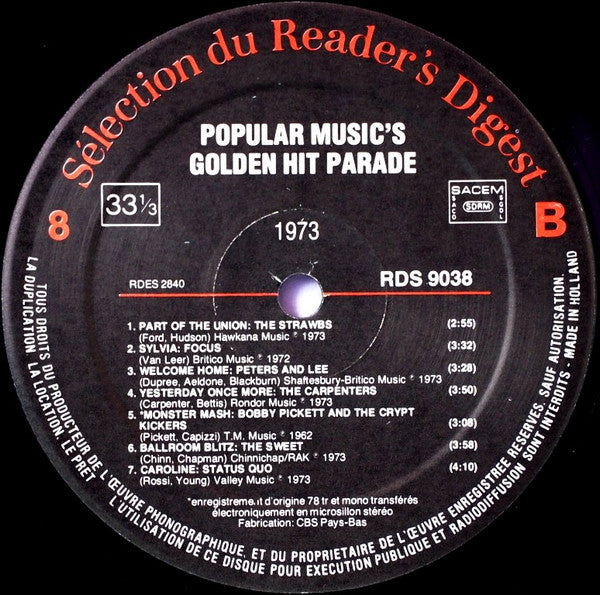 Sélection du Reader's Digest
POPULAR MUSIC'S
GOLDEN HIT PARADE
8
33 1/3
SACEM
SACD
SDRM
SGDL
B
1973
RDES 2840
RDS 9038
1. PART OF THE UNION: THE STRAWBS (2:55)
(Ford, Hudson) Hawkana Music ℗ 1973
2. SYLVIA: FOCUS (3:32)
(Van Leer) Britico Music ℗ 1972
3. WELCOME HOME: PETERS AND LEE (3:28)
(Dupree, Aeldone, Blackburn) Shaftesbury-Britico Music ℗ 1973
4. YESTERDAY ONCE MORE: THE CARPENTERS (3:50)
(Carpenter, Bettis) Rondor Music ℗ 1973
5. *MONSTER MASH: BOBBY PICKETT AND THE CRYPT
KICKERS (3:08)
(Pickett, Capizzi) T.M. Music ℗ 1962
6. BALLROOM BLITZ: THE SWEET (3:58)
(Chinn, Chapman) Chinnichap/RAK ℗ 1973
7. CAROLINE: STATUS QUO (4:10)
(Rossi, Young) Valley Music ℗ 1973
*enregistrement d'origine 78 tr et mono transférés
électroniquement en microsillon stéréo
Fabrication: CBS Pays-Bas
TOUS DROITS DU PRODUCTEUR DE L'ŒUVRE PHONOGRAPHIQUE, ET DU PROPRIETAIRE DE L'ŒUVRE ENREGISTREE RESERVES, SAUF AUTORISATION.
LA DUPLICATION, LA LOCATION, LE PRÊT, L'UTILISATION DE CE DISQUE POUR EXECUTION PUBLIQUE ET RADIODIFFUSION SONT INTERDITS - MADE IN HOLLAND